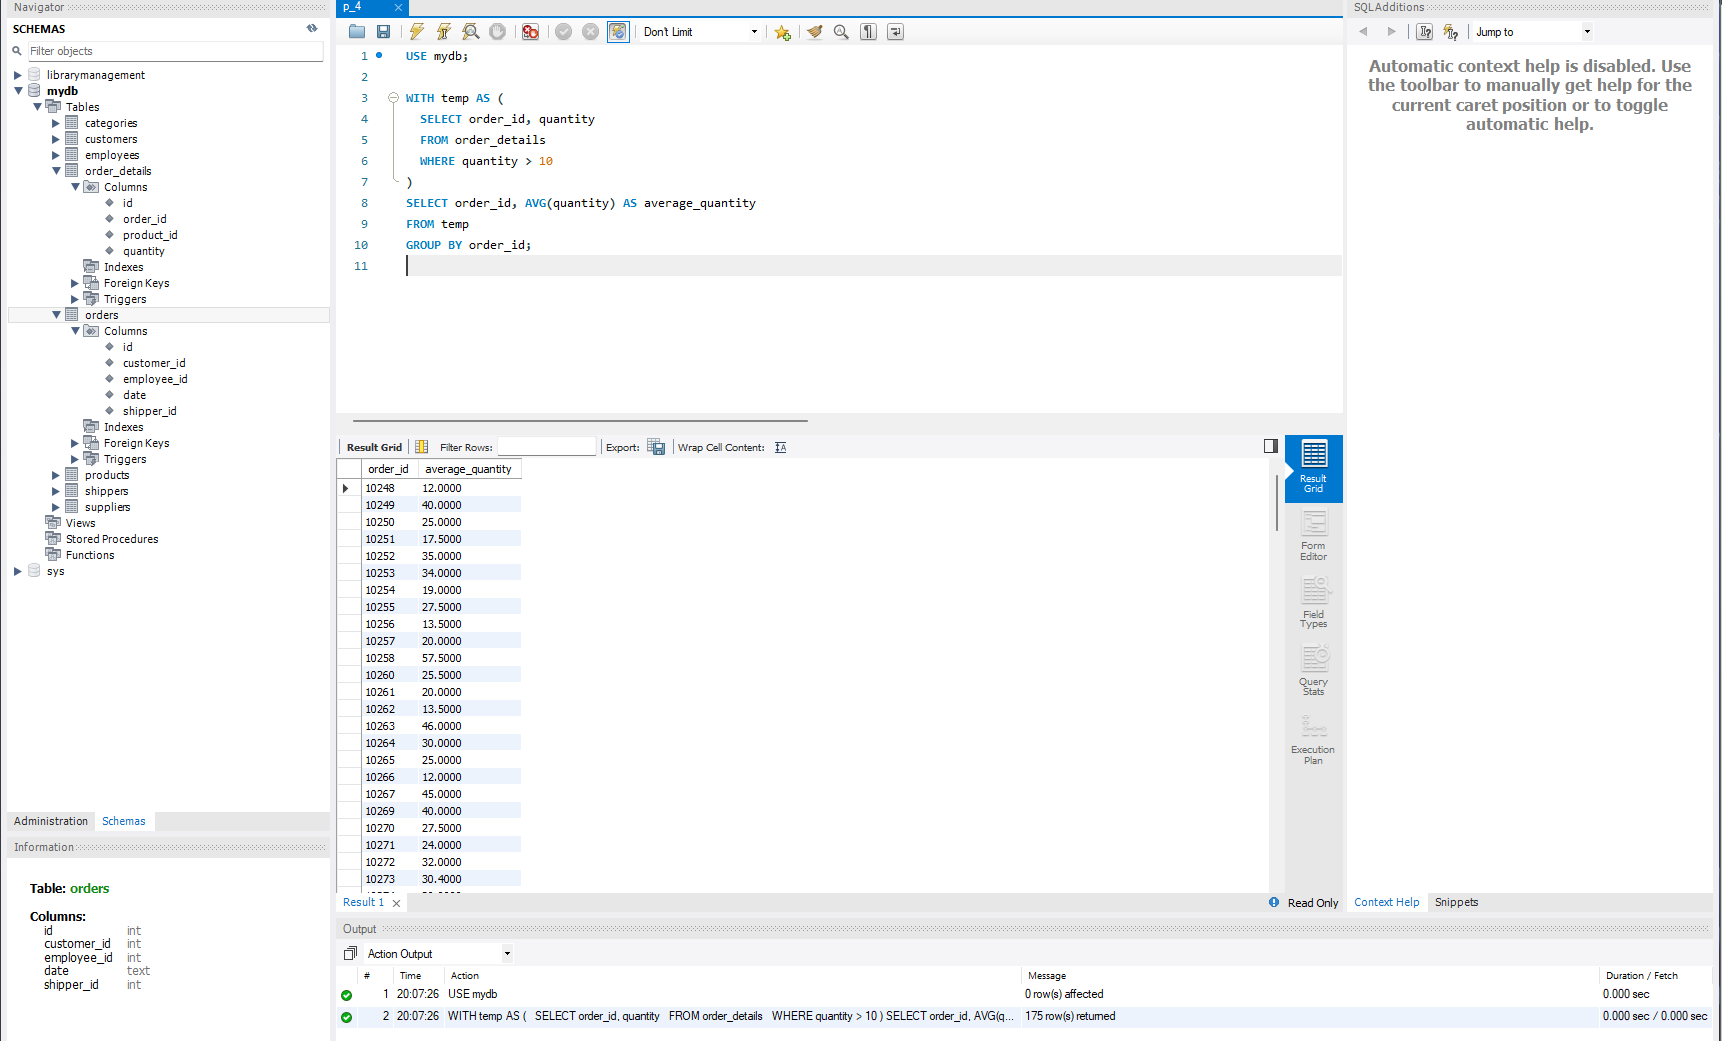 Navigator
SCHEMAS
Filter objects
librarymanagement
mydb
Tables
categories
customers
employees
order_details
Columns
id
order_id
product_id
quantity
Indexes
Foreign Keys
Triggers
orders
Columns
id
customer_id
employee_id
date
shipper_id
Indexes
Foreign Keys
Triggers
products
shippers
suppliers
Views
Stored Procedures
Functions
sys
Administration Schemas
Information
Table: orders
Columns:
id int
customer_id int
employee_id int
date text
shipper_id int
p_4
Don't Limit
1 USE mydb;
2
3 WITH temp AS (
4 SELECT order_id, quantity
5 FROM order_details
6 WHERE quantity > 10
7 )
8 SELECT order_id, AVG(quantity) AS average_quantity
9 FROM temp
10 GROUP BY order_id;
11
Result Grid Filter Rows: Export: Wrap Cell Content:
order_id average_quantity
10248 12.0000
10249 40.0000
10250 25.0000
10251 17.5000
10252 35.0000
10253 34.0000
10254 19.0000
10255 27.5000
10256 13.5000
10257 20.0000
10258 57.5000
10260 25.5000
10261 20.0000
10262 13.5000
10263 46.0000
10264 30.0000
10265 25.0000
10266 12.0000
10267 45.0000
10269 40.0000
10270 27.5000
10271 24.0000
10272 32.0000
10273 30.4000
Result
Grid
Form
Editor
Field
Types
Query
Stats
Execution
Plan
Result 1
Read Only
SQLAdditions
Jump to
Automatic context help is disabled. Use
the toolbar to manually get help for the
current caret position or to toggle
automatic help.
Context Help Snippets
Output
Action Output
# Time Action Message Duration / Fetch
1 20:07:26 USE mydb 0 row(s) affected 0.000 sec
2 20:07:26 WITH temp AS ( SELECT order_id, quantity FROM order_details WHERE quantity > 10 ) SELECT order_id, AVG(q... 175 row(s) returned 0.000 sec / 0.000 sec